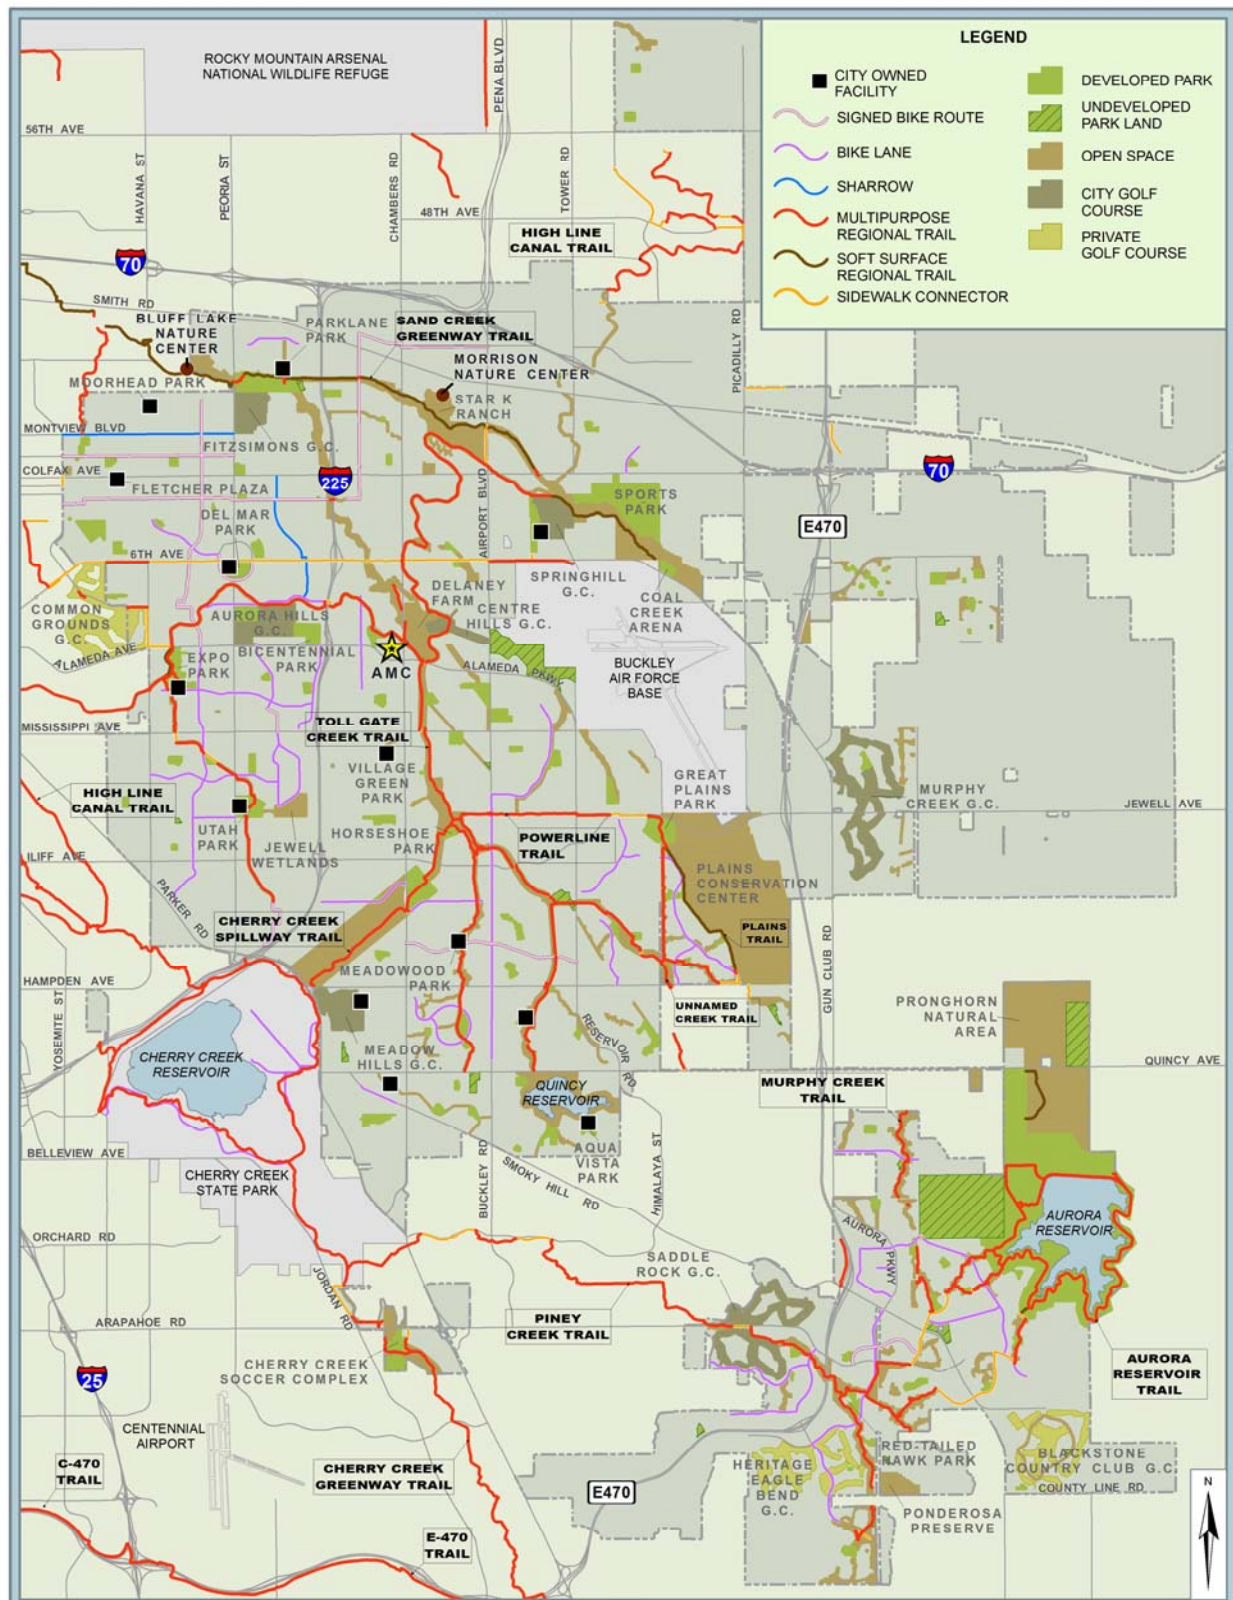 LEGEND
CITY OWNED
FACILITY
SIGNED BIKE ROUTE
BIKE LANE
SHARROW
MULTIPURPOSE
REGIONAL TRAIL
SOFT SURFACE
REGIONAL TRAIL
SIDEWALK CONNECTOR
DEVELOPED PARK
UNDEVELOPED
PARK LAND
OPEN SPACE
CITY GOLF
COURSE
PRIVATE
GOLF COURSE
ROCKY MOUNTAIN ARSENAL
NATIONAL WILDLIFE REFUGE
PENA BLVD
56TH AVE
HAVANA ST
PEORIA ST
CHAMBERS RD
TOWER RD
48TH AVE
HIGH LINE
CANAL TRAIL
70
SMITH RD
BLUFF LAKE
NATURE
CENTER
PARKLANE
PARK
SAND CREEK
GREENWAY TRAIL
PICADILLY RD
MORRISON
NATURE CENTER
MOORHEAD PARK
STAR K
RANCH
MONTVIEW BLVD
FITZSIMONS G.C.
COLFAX AVE
225
70
FLETCHER PLAZA
AIRPORT BLVD
SPORTS
PARK
DEL MAR
PARK
E470
6TH AVE
SPRINGHILL
G.C.
COMMON
GROUNDS
G.C.
DELANEY
FARM
CENTRE
HILLS G.C.
COAL
CREEK
ARENA
AURORA HILLS
G.C.
ALAMEDA AVE
EXPO
PARK
BICENTENNIAL
PARK
AMC
ALAMEDA PKWY
BUCKLEY
AIR FORCE
BASE
MISSISSIPPI AVE
TOLL GATE
CREEK TRAIL
VILLAGE
GREEN
PARK
GREAT
PLAINS
PARK
HIGH LINE
CANAL TRAIL
MURPHY
CREEK G.C.
JEWELL AVE
UTAH
PARK
JEWELL
WETLANDS
HORSESHOE
PARK
POWERLINE
TRAIL
ILIFF AVE
PARKER RD
PLAINS
CONSERVATION
CENTER
CHERRY CREEK
SPILLWAY TRAIL
PLAINS
TRAIL
GUN CLUB RD
HAMPDEN AVE
MEADOWOOD
PARK
YOSEMITE ST
UNNAMED
CREEK TRAIL
PRONGHORN
NATURAL
AREA
CHERRY CREEK
RESERVOIR
MEADOW
HILLS G.C.
RESERVOIR RD
QUINCY AVE
QUINCY
RESERVOIR
MURPHY CREEK
TRAIL
BELLEVIEW AVE
AQUA
VISTA
PARK
CHERRY CREEK
STATE PARK
BUCKLEY RD
SMOKY HILL RD
HIMALAYA ST
AURORA PKWY
AURORA
RESERVOIR
ORCHARD RD
SADDLE
ROCK G.C.
JORDAN RD
ARAPAHOE RD
PINEY
CREEK TRAIL
CHERRY CREEK
SOCCER COMPLEX
AURORA
RESERVOIR
TRAIL
25
CENTENNIAL
AIRPORT
C-470
TRAIL
CHERRY CREEK
GREENWAY TRAIL
E470
HERITAGE
EAGLE
BEND
G.C.
RED-TAILED
HAWK PARK
BLACKSTONE
COUNTRY CLUB G.C.
COUNTY LINE RD
PONDEROSA
PRESERVE
E-470
TRAIL
N